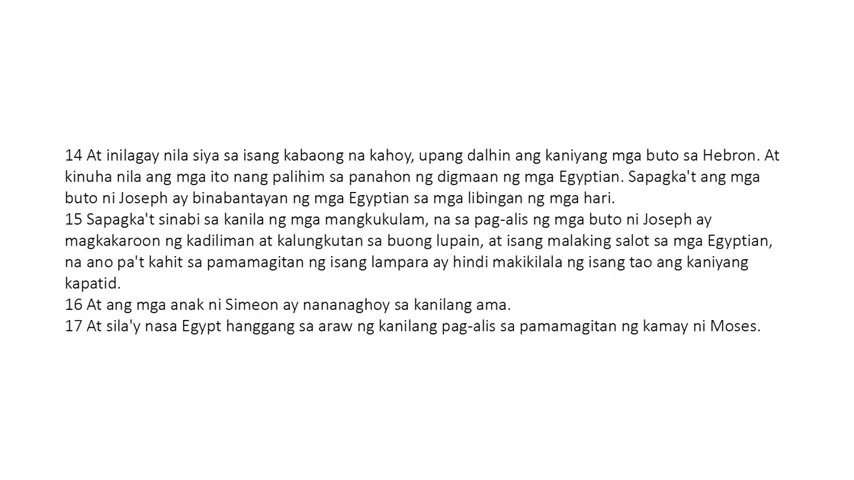 14 At inilagay nila siya sa isang kabaong na kahoy, upang dalhin ang kaniyang mga buto sa Hebron. At
kinuha nila ang mga ito nang palihim sa panahon ng digmaan ng mga Egyptian. Sapagka't ang mga
buto ni Joseph ay binabantayan ng mga Egyptian sa mga libingan ng mga hari.
15 Sapagka't sinabi sa kanila ng mga mangkukulam, na sa pag-alis ng mga buto ni Joseph ay
magkakaroon ng kadiliman at kalungkutan sa buong lupain, at isang malaking salot sa mga Egyptian,
na ano pa't kahit sa pamamagitan ng isang lampara ay hindi makikilala ng isang tao ang kaniyang
kapatid.
16 At ang mga anak ni Simeon ay nananaghoy sa kanilang ama.
17 At sila'y nasa Egypt hanggang sa araw ng kanilang pag-alis sa pamamagitan ng kamay ni Moses.